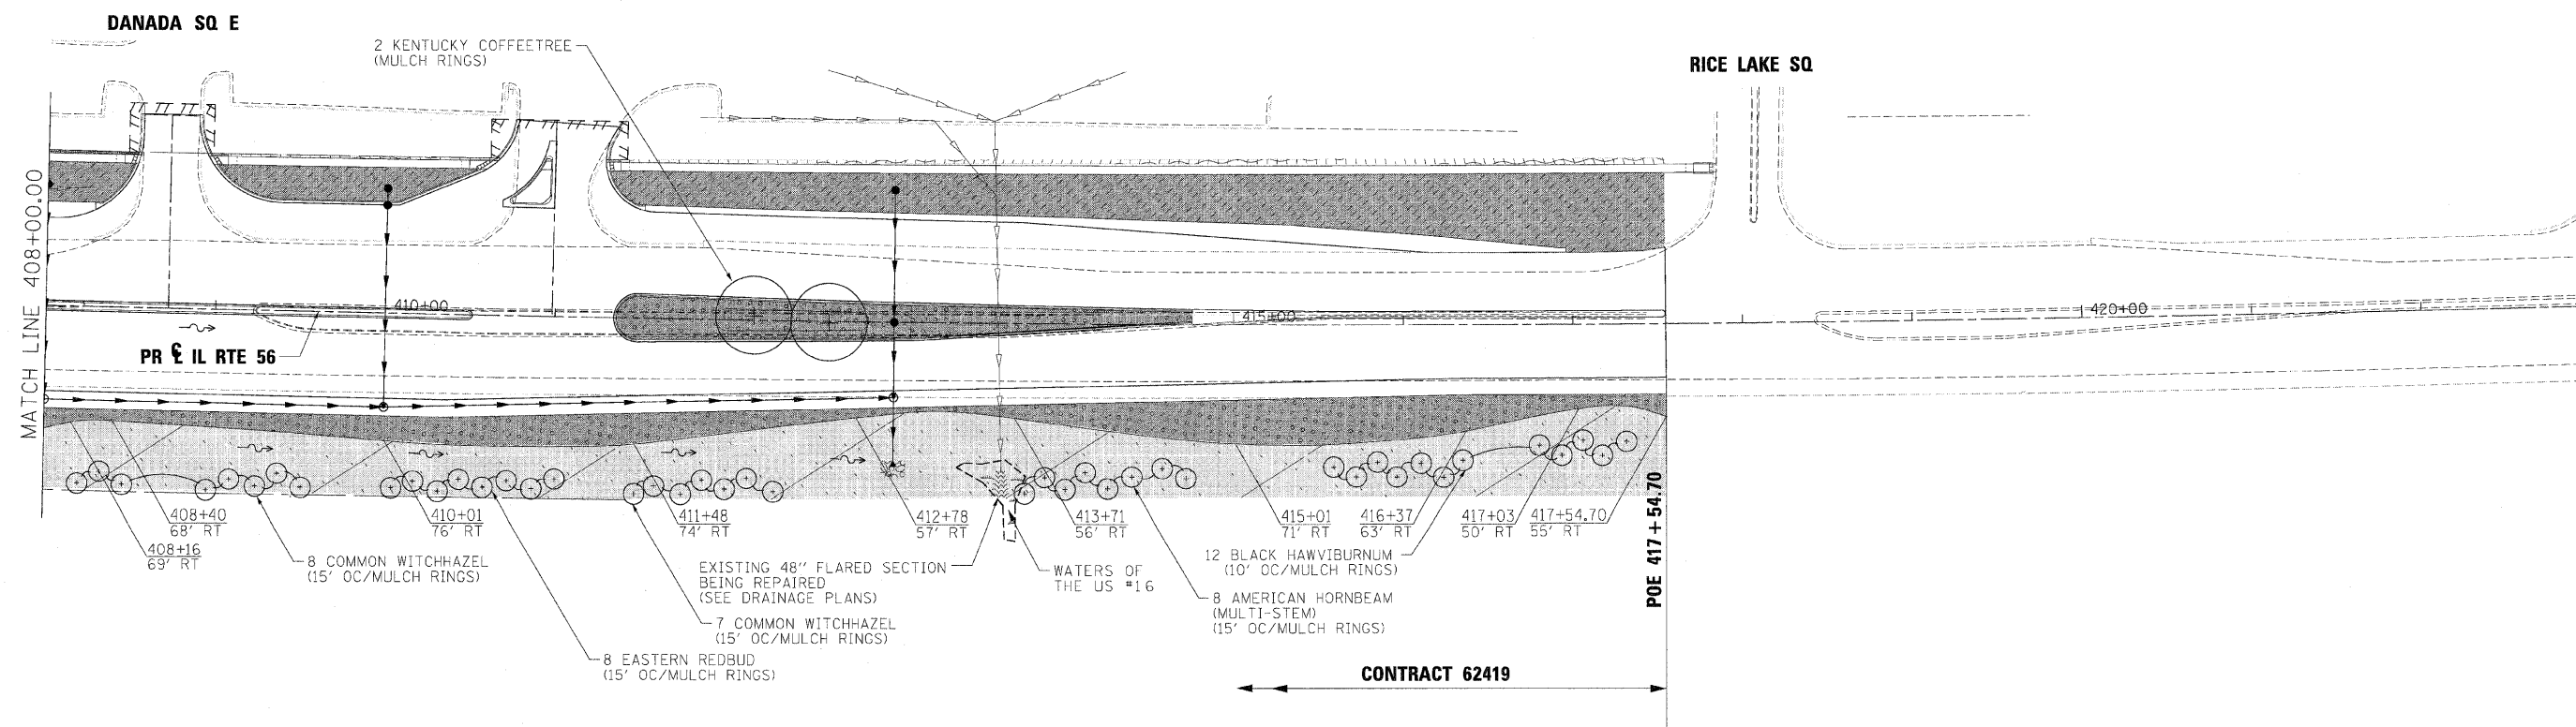 DANADA SQ E
2 KENTUCKY COFFEETREE
(MULCH RINGS)
RICE LAKE SQ
MATCH LINE 408+00.00
410+00
415+00
420+00
PR ℄ IL RTE 56
408+40
68' RT
408+16
69' RT
410+01
76' RT
411+48
74' RT
412+78
57' RT
413+71
56' RT
415+01
71' RT
416+37
63' RT
417+03
50' RT
417+54.70
55' RT
8 COMMON WITCHHAZEL
(15' OC/MULCH RINGS)
EXISTING 48" FLARED SECTION
BEING REPAIRED
(SEE DRAINAGE PLANS)
WATERS OF
THE US #16
12 BLACK HAWVIBURNUM
(10' OC/MULCH RINGS)
8 AMERICAN HORNBEAM
(MULTI-STEM)
(15' OC/MULCH RINGS)
7 COMMON WITCHHAZEL
(15' OC/MULCH RINGS)
8 EASTERN REDBUD
(15' OC/MULCH RINGS)
POE 417+54.70
CONTRACT 62419